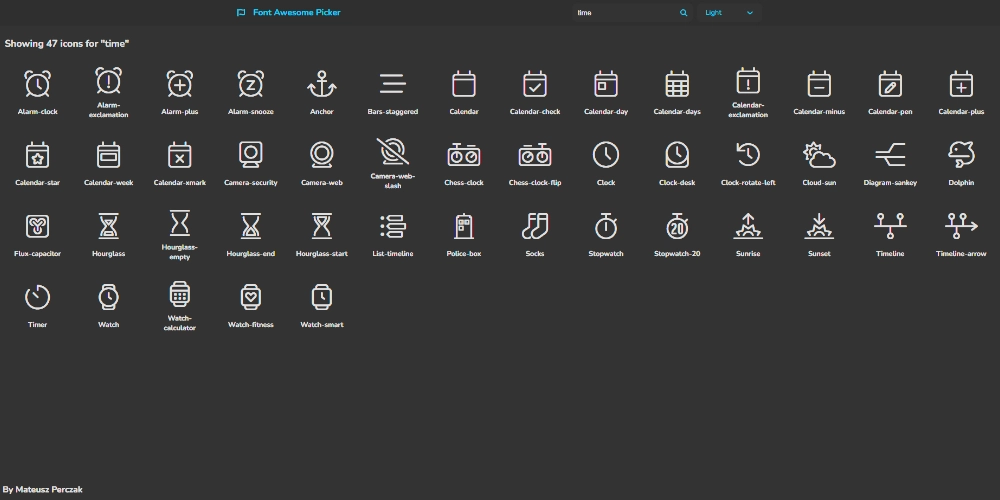 Font Awesome Picker
time
Light
Showing 47 icons for "time"
Alarm-clock
Alarm-
exclamation
Alarm-plus
Alarm-snooze
Anchor
Bars-staggered
Calendar
Calendar-check
Calendar-day
Calendar-days
Calendar-
exclamation
Calendar-minus
Calendar-pen
Calendar-plus
Calendar-star
Calendar-week
Calendar-xmark
Camera-security
Camera-web
Camera-web-
slash
Chess-clock
Chess-clock-flip
Clock
Clock-desk
Clock-rotate-left
Cloud-sun
Diagram-sankey
Dolphin
Flux-capacitor
Hourglass
Hourglass-
empty
Hourglass-end
Hourglass-start
List-timeline
Police-box
Socks
Stopwatch
20
Stopwatch-20
Sunrise
Sunset
Timeline
Timeline-arrow
Timer
Watch
Watch-
calculator
Watch-fitness
Watch-smart
By Mateusz Perczak